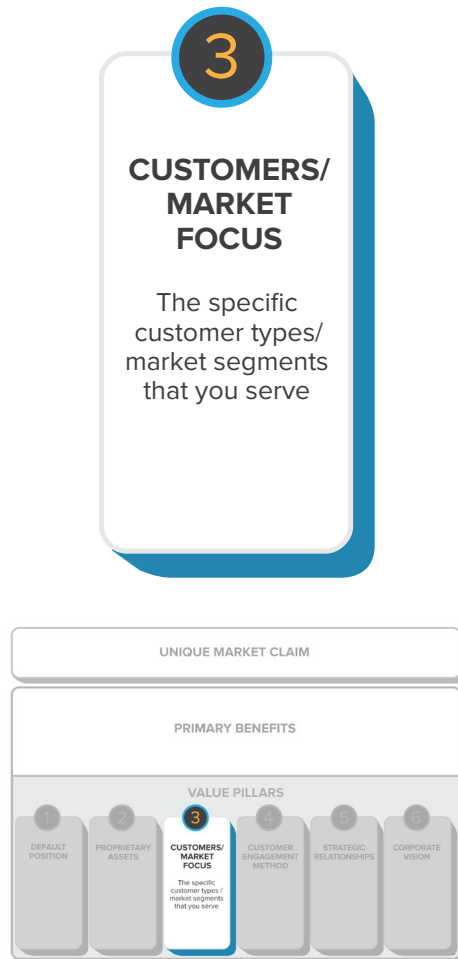 3
CUSTOMERS/
MARKET
FOCUS
The specific
customer types/
market segments
that you serve
UNIQUE MARKET CLAIM
PRIMARY BENEFITS
VALUE PILLARS
1
DEFAULT
POSITION
2
PROPRIETARY
ASSETS
3
CUSTOMERS/
MARKET
FOCUS
The specific
customer types /
market segments
that you serve
4
CUSTOMER
ENGAGEMENT
METHOD
5
STRATEGIC
RELATIONSHIPS
6
CORPORATE
VISION